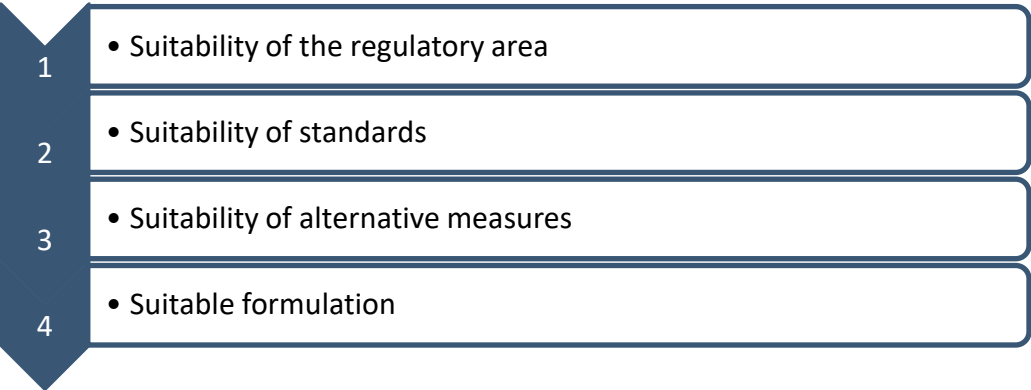 1 • Suitability of the regulatory area
2 • Suitability of standards
3 • Suitability of alternative measures
4 • Suitable formulation